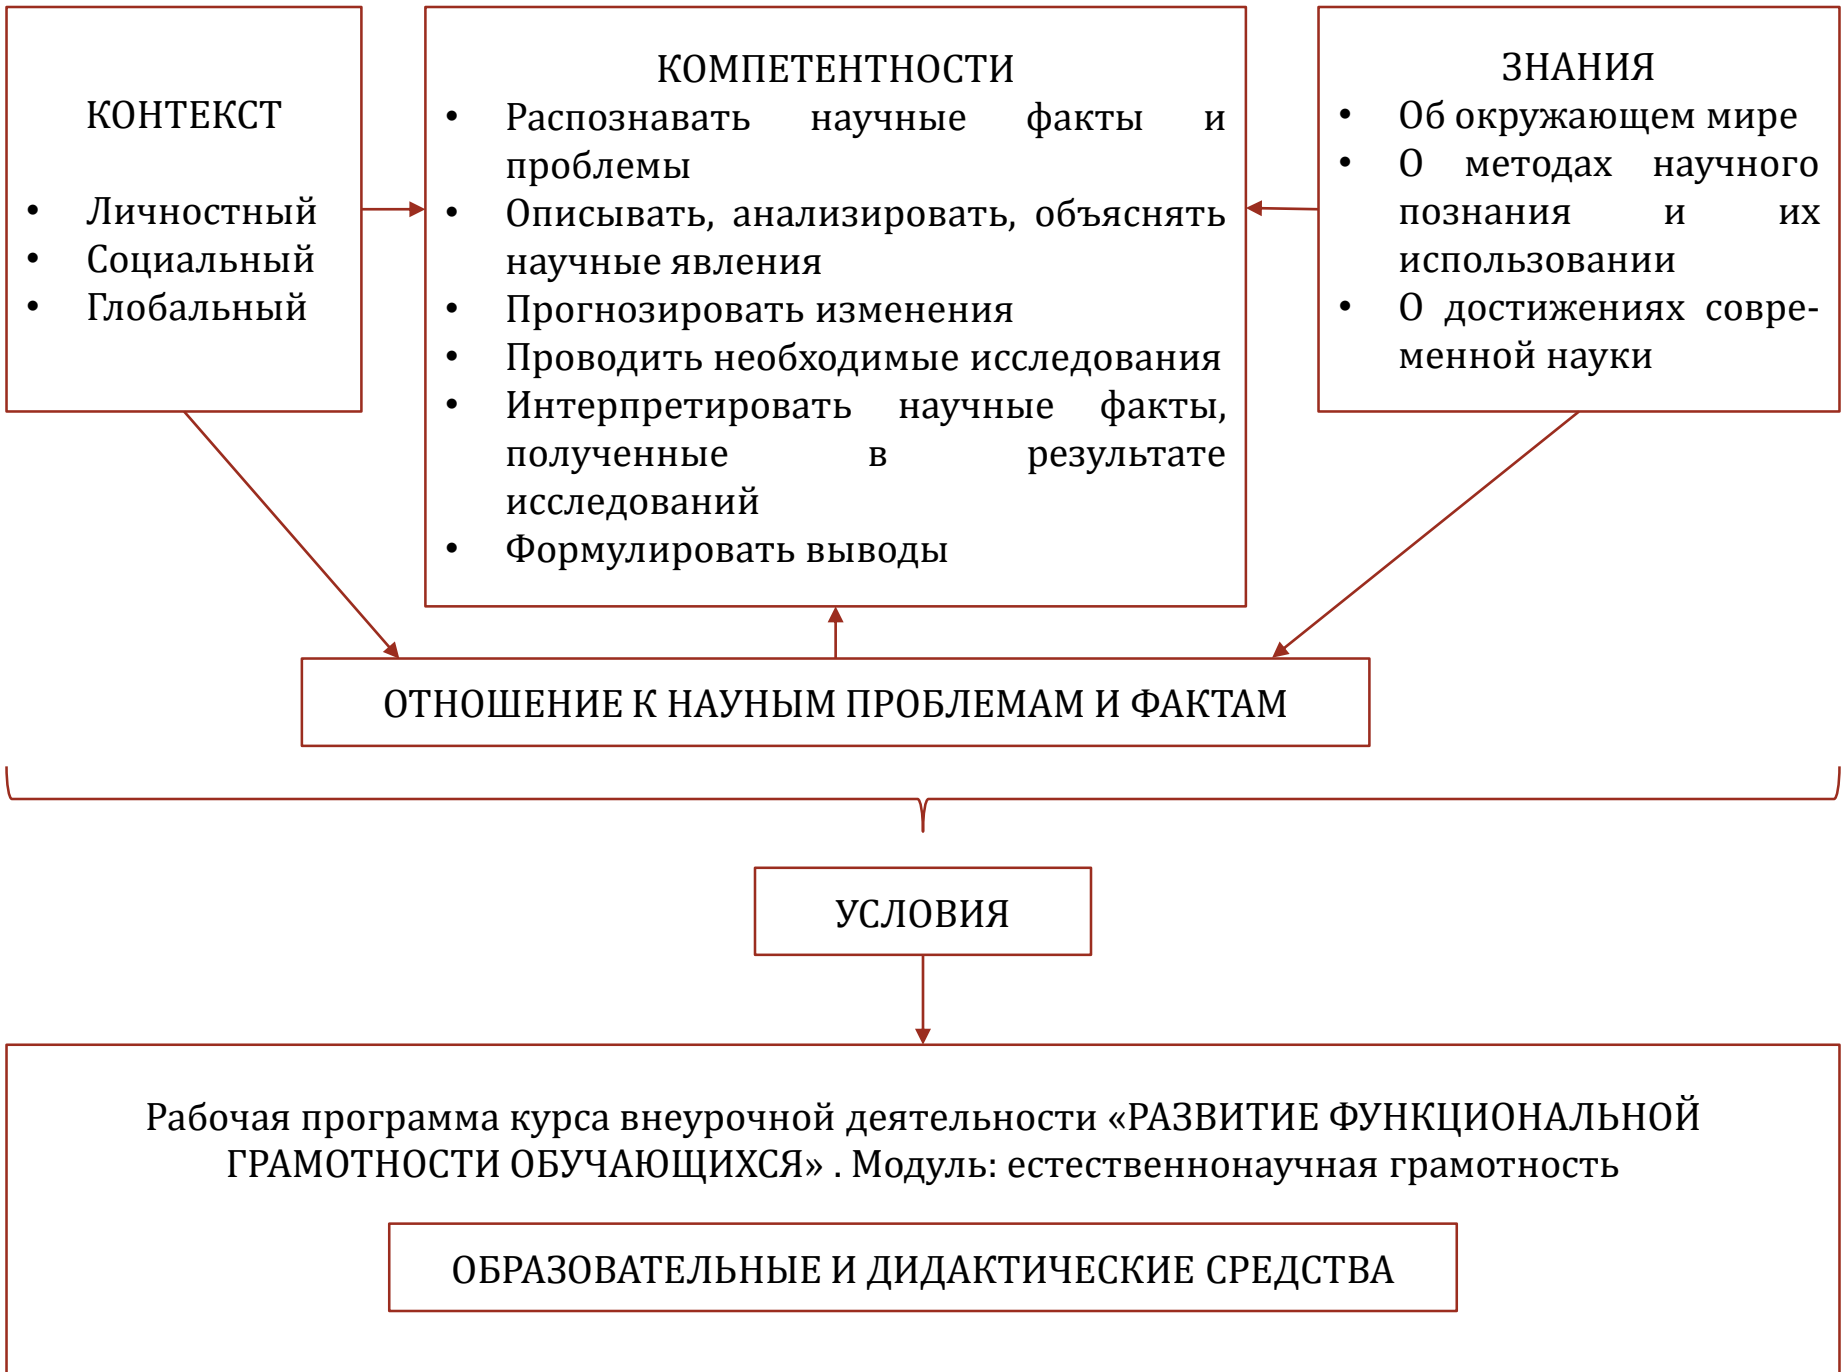 КОНТЕКСТ
• Личностный
• Социальный
• Глобальный
КОМПЕТЕНТНОСТИ
• Распознавать научные факты и
проблемы
• Описывать, анализировать, объяснять
научные явления
• Прогнозировать изменения
• Проводить необходимые исследования
• Интерпретировать научные факты,
полученные в результате
исследований
• Формулировать выводы
ЗНАНИЯ
• Об окружающем мире
• О методах научного
познания и их
использовании
• О достижениях совре-
менной науки
ОТНОШЕНИЕ К НАУНЫМ ПРОБЛЕМАМ И ФАКТАМ
УСЛОВИЯ
Рабочая программа курса внеурочной деятельности «РАЗВИТИЕ ФУНКЦИОНАЛЬНОЙ
ГРАМОТНОСТИ ОБУЧАЮЩИХСЯ» . Модуль: естественнонаучная грамотность
ОБРАЗОВАТЕЛЬНЫЕ И ДИДАКТИЧЕСКИЕ СРЕДСТВА